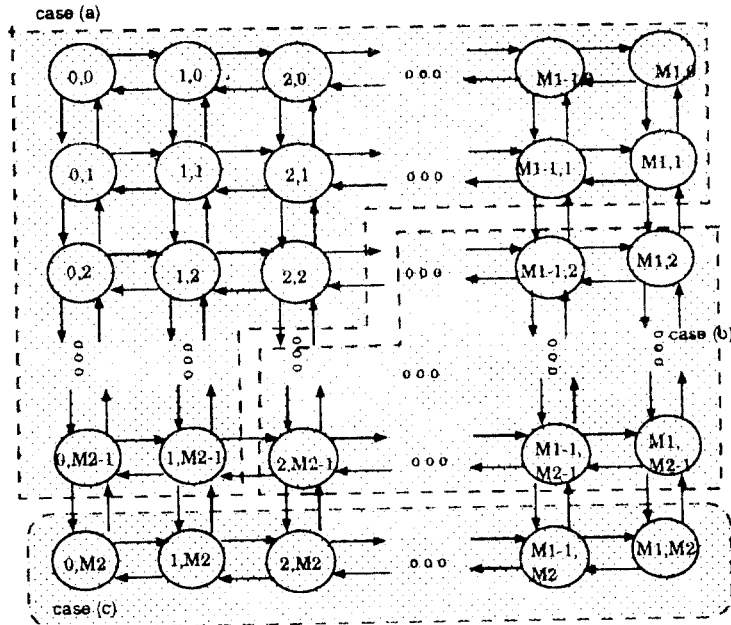 case (a)
0,0 1,0 2,0 o o o M1-1,0 M1,0
0,1 1,1 2,1 o o o M1-1,1 M1,1
0,2 1,2 2,2 o o o M1-1,2 M1,2
o o o o o o o o o o o o o o o case (b)
o o o
0,M2-1 1,M2-1 2,M2-1 o o o M1-1, M2-1 M1, M2-1
0,M2 1,M2 2,M2 o o o M1-1, M2 M1,M2
case (c)